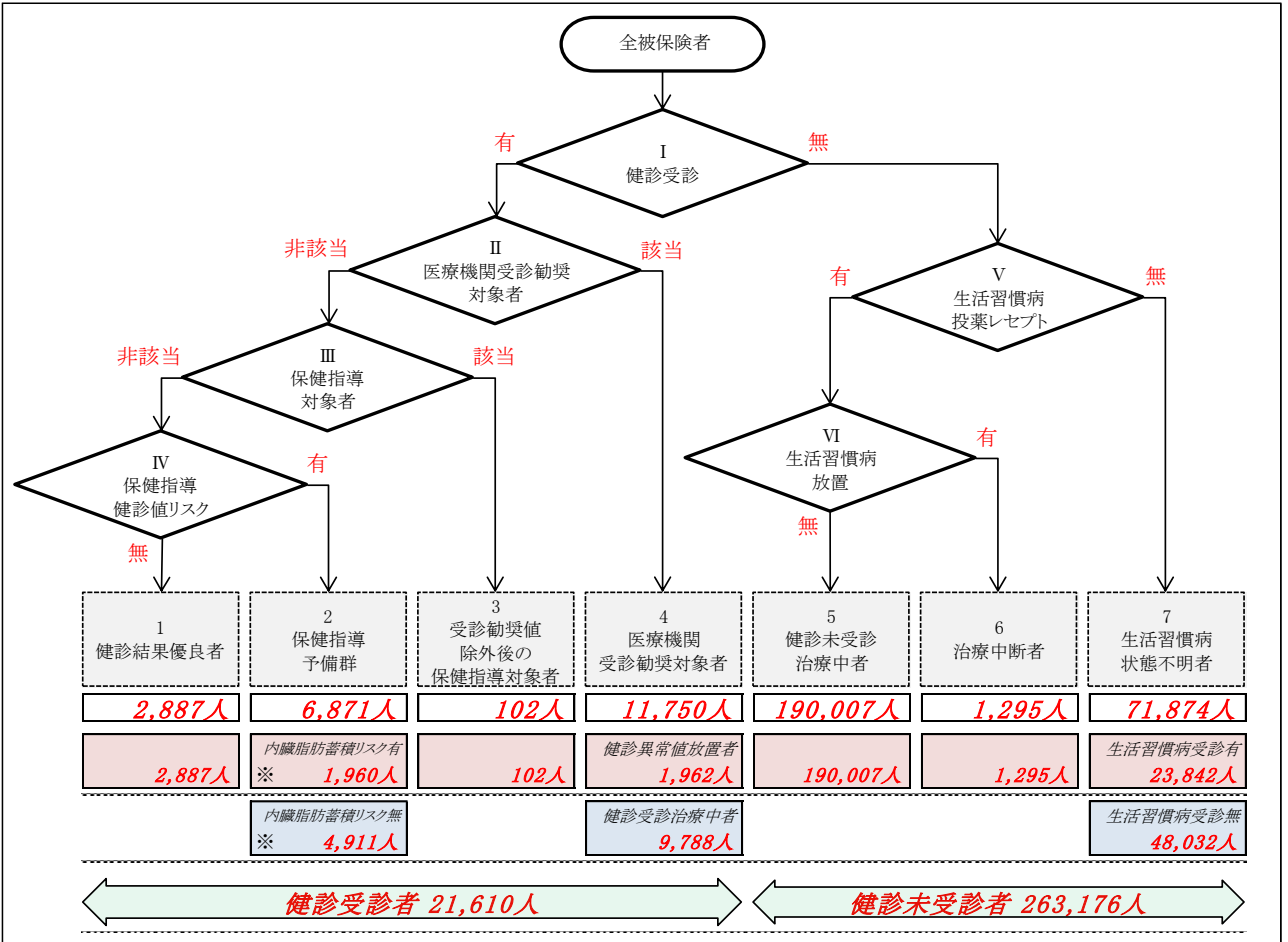 全被保険者
有
無
Ⅰ
健診受診
非該当
該当
Ⅱ
医療機関受診勧奨
対象者
有
無
Ⅴ
生活習慣病
投薬レセプト
非該当
該当
Ⅲ
保健指導
対象者
Ⅳ
保健指導
健診値リスク
有
無
Ⅵ
生活習慣病
放置
有
無
1
健診結果優良者
2
保健指導
予備群
3
受診勧奨値
除外後の
保健指導対象者
4
医療機関
受診勧奨対象者
5
健診未受診
治療中者
6
治療中断者
7
生活習慣病
状態不明者
2,887人
6,871人
102人
11,750人
190,007人
1,295人
71,874人
2,887人
内臓脂肪蓄積リスク有
※ 1,960人
102人
健診異常値放置者
1,962人
190,007人
1,295人
生活習慣病受診有
23,842人
内臓脂肪蓄積リスク無
※ 4,911人
健診受診治療中者
9,788人
生活習慣病受診無
48,032人
健診受診者 21,610人
健診未受診者 263,176人